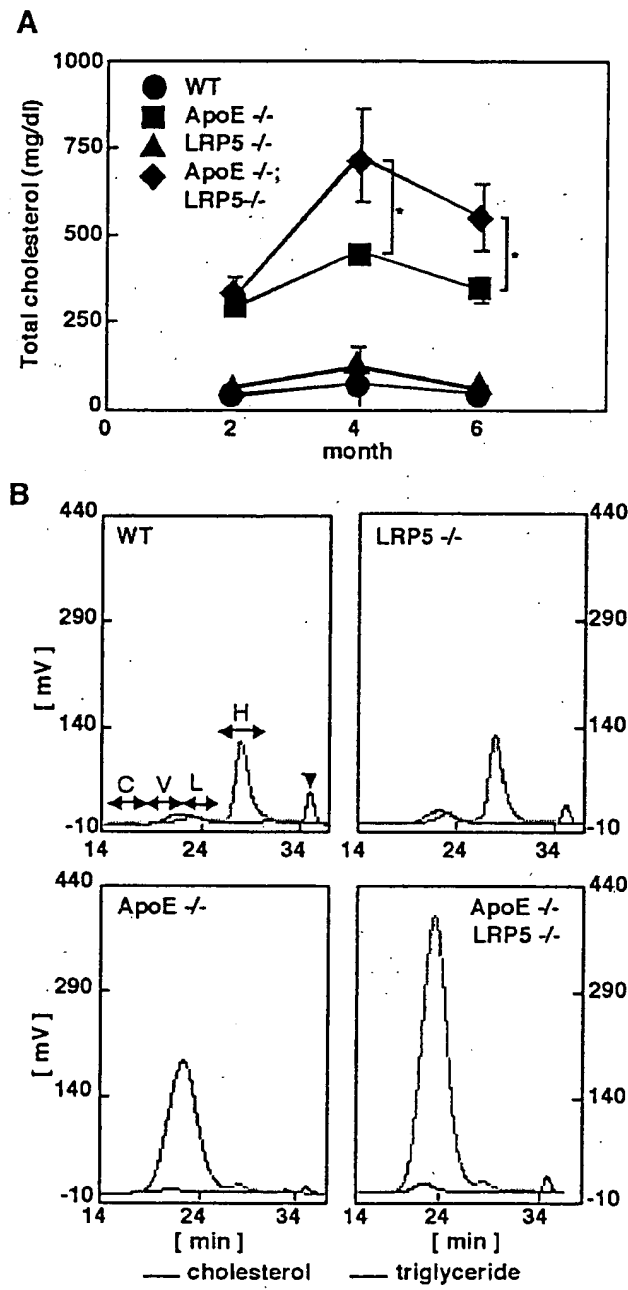 A
Total cholesterol (mg/dl)
1000
750
500
250
0
WT
ApoE -/-
LRP5 -/-
ApoE -/-;
LRP5-/-
*
*
0 2 4 6
month
B
440
290
140
-10
[ mV ]
WT
C V L H
14 24 34
LRP5 -/-
440
290
140
-10
14 24 34
440
290
140
-10
[ mV ]
ApoE -/-
14 24 34
[ min ]
ApoE -/-
LRP5 -/-
440
290
140
-10
14 24 34
[ min ]
cholesterol triglyceride